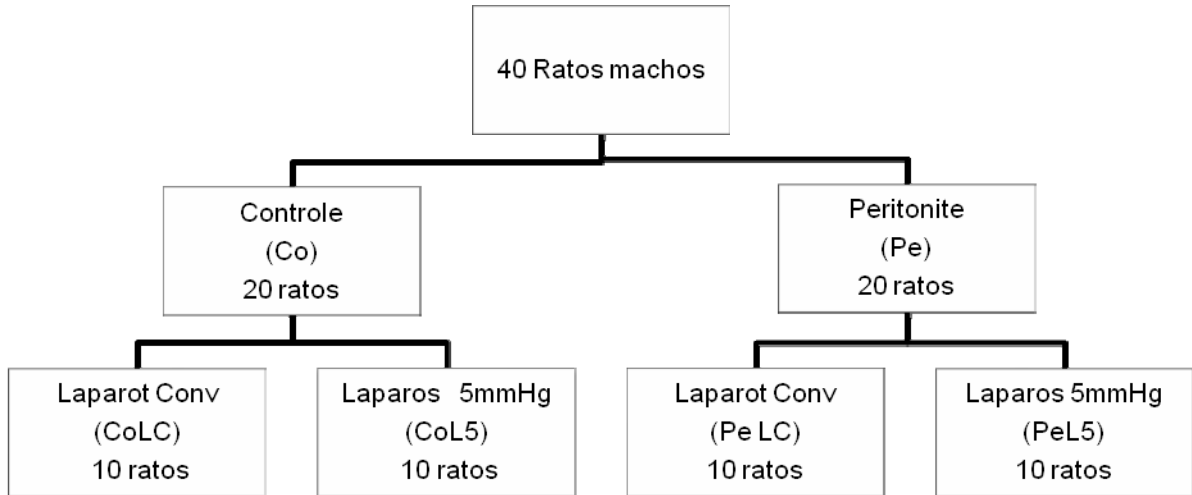 40 Ratos machos
Controle
(Co)
20 ratos
Peritonite
(Pe)
20 ratos
Laparot Conv
(CoLC)
10 ratos
Laparos 5mmHg
(CoL5)
10 ratos
Laparot Conv
(Pe LC)
10 ratos
Laparos 5mmHg
(PeL5)
10 ratos